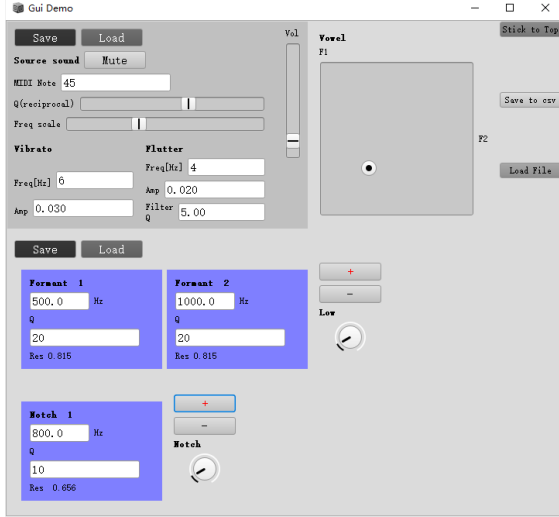 Gui Demo
Save Load
Source sound Mute
MIDI Note 45
Q(reciprocal)
Freq scale
Vibrato
Freq[Hz] 6
Amp 0.030
Flutter
Freq[Hz] 4
Amp 0.020
Filter Q 5.00
Vol
Vowel
F1
F2
Stick to Top
Save to csv
Load File
Save Load
Formant 1
500.0 Hz
Q
20
Res 0.815
Formant 2
1000.0 Hz
Q
20
Res 0.815
+
-
Low
Notch 1
800.0 Hz
Q
10
Res 0.656
+
-
Notch